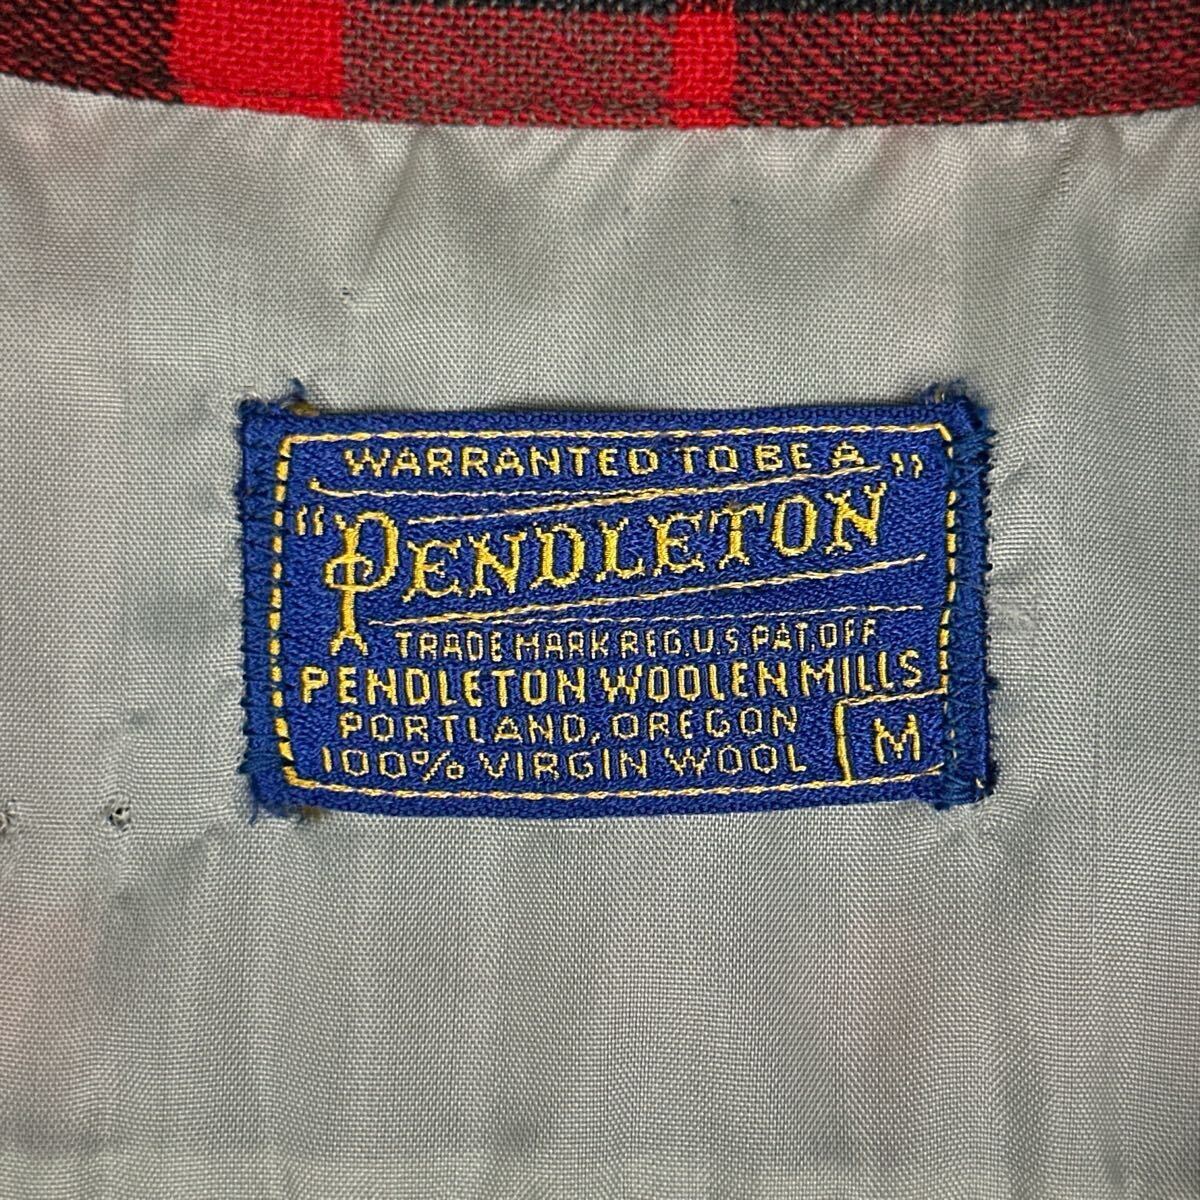 WARRANTED TO BE A
"PENDLETON"
TRADE MARK REG. U.S. PAT. OFF.
PENDLETON WOOLEN MILLS
PORTLAND, OREGON
100% VIRGIN WOOL
M